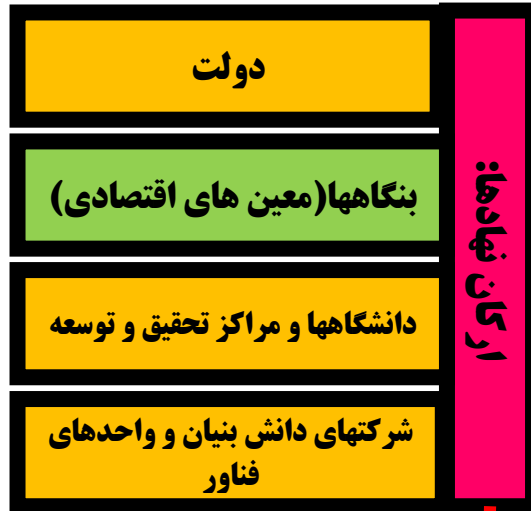 ارکان نهادها:
دولت
بنگاهها(معین های اقتصادی)
دانشگاهها و مراکز تحقیق و توسعه
شرکتهای دانش بنیان و واحدهای
فناور